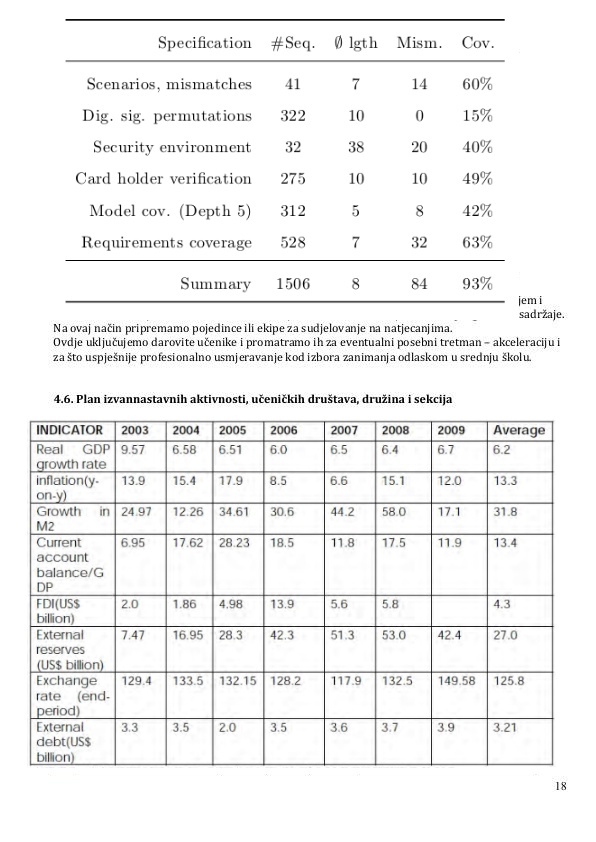 Specification #Seq. ∅ lgth Mism. Cov.
Scenarios, mismatches 41 7 14 60%
Dig. sig. permutations 322 10 0 15%
Security environment 32 38 20 40%
Card holder verification 275 10 10 49%
Model cov. (Depth 5) 312 5 8 42%
Requirements coverage 528 7 32 63%
Summary 1506 8 84 93%
jem i
sadržaje.
Na ovaj način pripremamo pojedince ili ekipe za sudjelovanje na natjecanjima.
Ovdje uključujemo darovite učenike i promatramo ih za eventualni posebni tretman – akceleraciju i
za što uspješnije profesionalno usmjeravanje kod izbora zanimanja odlaskom u srednju školu.
4.6. Plan izvannastavnih aktivnosti, učeničkih društava, družina i sekcija
INDICATOR 2003 2004 2005 2006 2007 2008 2009 Average
Real GDP 9.57 6.58 6.51 6.0 6.5 6.4 6.7 6.2
growth rate
inflation(y- 13.9 15.4 17.9 8.5 6.6 15.1 12.0 13.3
on-y)
Growth in 24.97 12.26 34.61 30.6 44.2 58.0 17.1 31.8
M2
Current 6.95 17.62 28.23 18.5 11.8 17.5 11.9 13.4
account
balance/G
DP
FDI(US$ 2.0 1.86 4.98 13.9 5.6 5.8 4.3
billion)
External 7.47 16.95 28.3 42.3 51.3 53.0 42.4 27.0
reserves
(US$ billion)
Exchange 129.4 133.5 132.15 128.2 117.9 132.5 149.58 125.8
rate (end-
period)
External 3.3 3.5 2.0 3.5 3.6 3.7 3.9 3.21
debt(US$
billion)
18